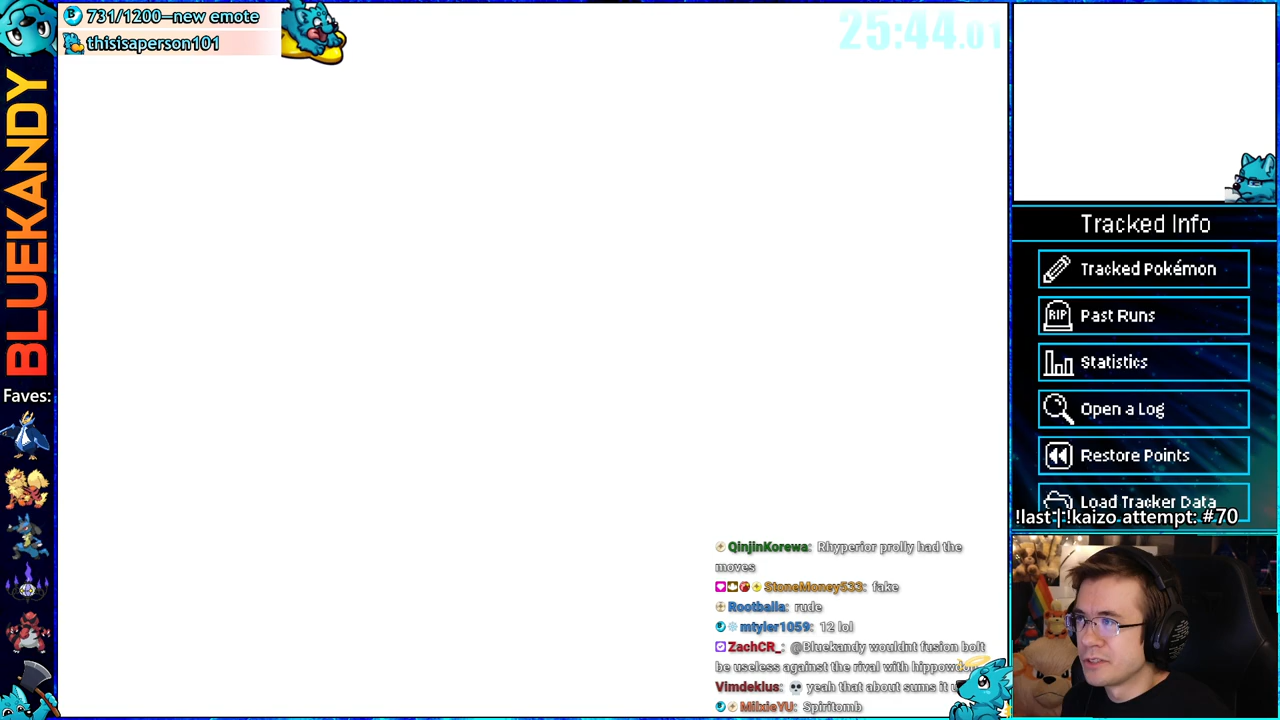 731/1200—new emote
thisisaperson101
25:44.01
BLUEKANDY
Faves:
Tracked Info
Tracked Pokémon
RIP Past Runs
Statistics
Open a Log
Restore Points
Load Tracker Data
!last | !kaizo attempt: #70
QinjinKorewa: Rhyperior prolly had the
moves
StoneMoney533: fake
Rootballa: rude
mtyler1059: 12 lol
ZachCR_: @Bluekandy wouldnt fusion bolt
be useless against the rival with
Vimdeklus: yeah that about sums it
MilxieYU: Spiritomb